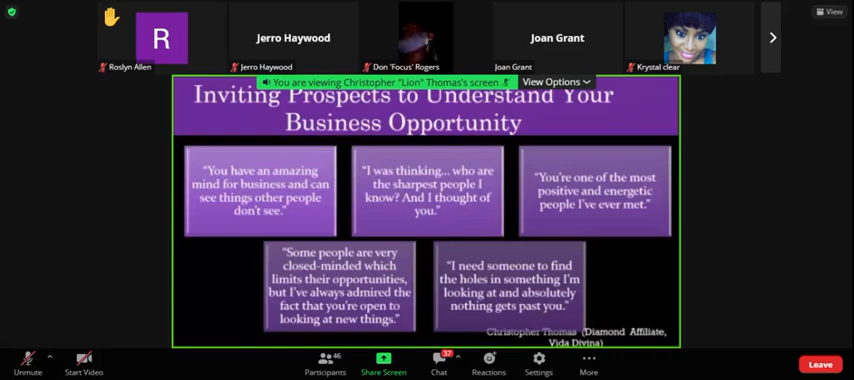 View
R
Jerro Haywood
Joan Grant
Roslyn Allen
Jerro Haywood
Don 'Focus' Rogers
Joan Grant
Krystal clear
You are viewing Christopher "Lion" Thomas's screen
View Options
Inviting Prospects to Understand Your
Business Opportunity
"You have an amazing
mind for business and can
see things other people
don't see."
"I was thinking... who are
the sharpest people I
know? And I thought of
you."
"You're one of the most
positive and energetic
people I've ever met."
"Some people are very
closed-minded which
limits their opportunities,
but I've always admired the
fact that you're open to
looking at new things."
"I need someone to find
the holes in something I'm
looking at and absolutely
nothing gets past you."
Christopher Thomas (Diamond Affiliate,
Vida Divina)
46
37
Unmute
Start Video
Participants
Share Screen
Chat
Reactions
Settings
More
Leave